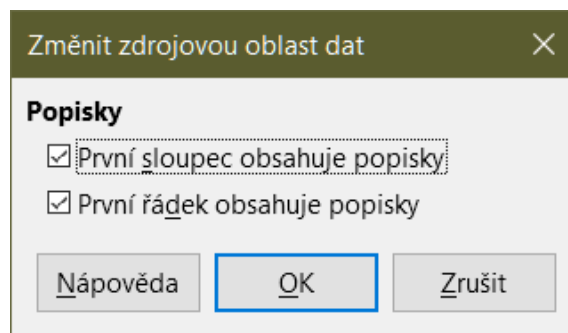 Změnit zdrojovou oblast dat
Popisky
První sloupec obsahuje popisky
První řádek obsahuje popisky
Nápověda OK Zrušit